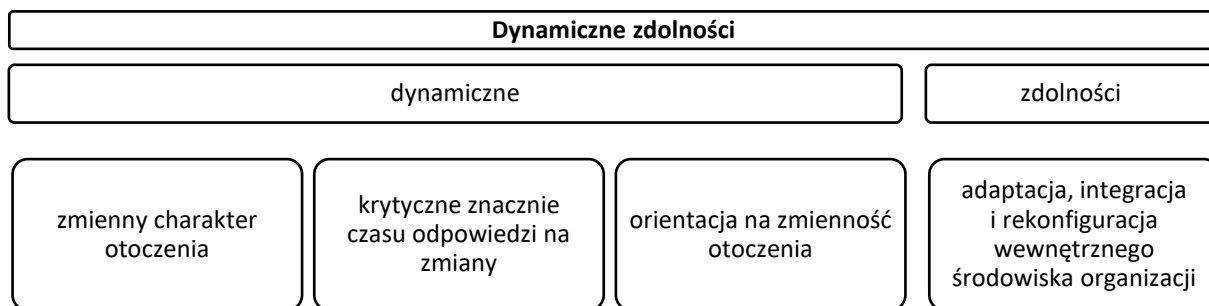 Dynamiczne zdolności
dynamiczne
zdolności
zmienny charakter
otoczenia
krytyczne znacznie
czasu odpowiedzi na
zmiany
orientacja na zmienność
otoczenia
adaptacja, integracja
i rekonfiguracja
wewnętrznego
środowiska organizacji